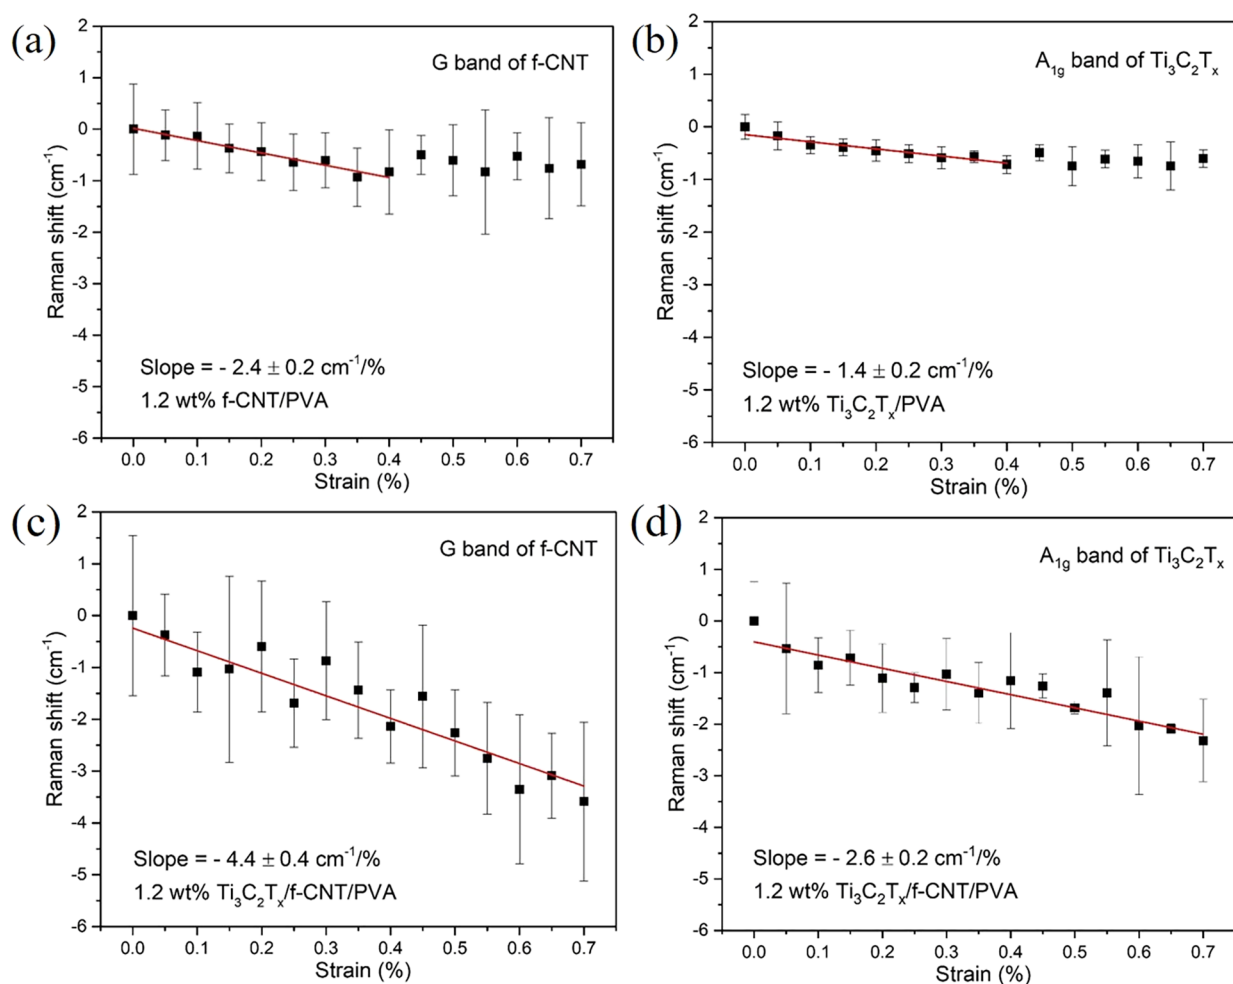 (a)
G band of f-CNT
2
1
0
-1
-2
-3
-4
-5
-6
Raman shift (cm⁻¹)
Slope = - 2.4 ± 0.2 cm⁻¹/%
1.2 wt% f-CNT/PVA
0.0 0.1 0.2 0.3 0.4 0.5 0.6 0.7
Strain (%)
(b)
A₁g band of Ti₃C₂Tₓ
2
1
0
-1
-2
-3
-4
-5
-6
Raman shift (cm⁻¹)
Slope = - 1.4 ± 0.2 cm⁻¹/%
1.2 wt% Ti₃C₂Tₓ/PVA
0.0 0.1 0.2 0.3 0.4 0.5 0.6 0.7
Strain (%)
(c)
G band of f-CNT
2
1
0
-1
-2
-3
-4
-5
-6
Raman shift (cm⁻¹)
Slope = - 4.4 ± 0.4 cm⁻¹/%
1.2 wt% Ti₃C₂Tₓ/f-CNT/PVA
0.0 0.1 0.2 0.3 0.4 0.5 0.6 0.7
Strain (%)
(d)
A₁g band of Ti₃C₂Tₓ
2
1
0
-1
-2
-3
-4
-5
-6
Raman shift (cm⁻¹)
Slope = - 2.6 ± 0.2 cm⁻¹/%
1.2 wt% Ti₃C₂Tₓ/f-CNT/PVA
0.0 0.1 0.2 0.3 0.4 0.5 0.6 0.7
Strain (%)